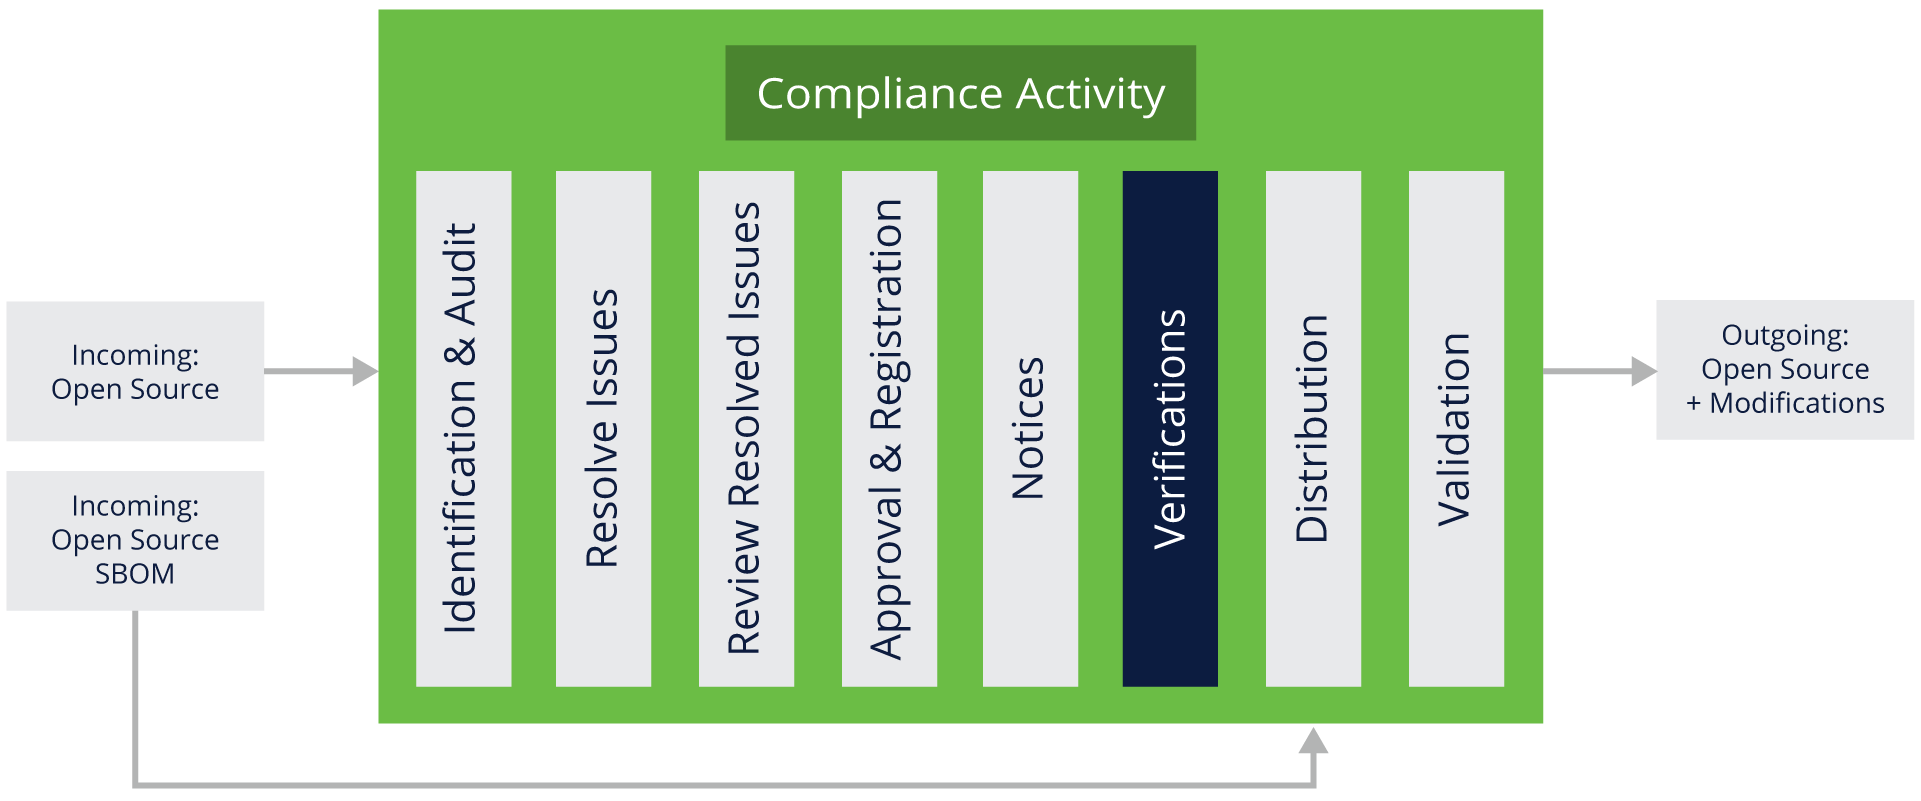 Compliance Activity
Incoming:
Open Source
Incoming:
Open Source
SBOM
Identification & Audit
Resolve Issues
Review Resolved Issues
Approval & Registration
Notices
Verifications
Distribution
Validation
Outgoing:
Open Source
+ Modifications